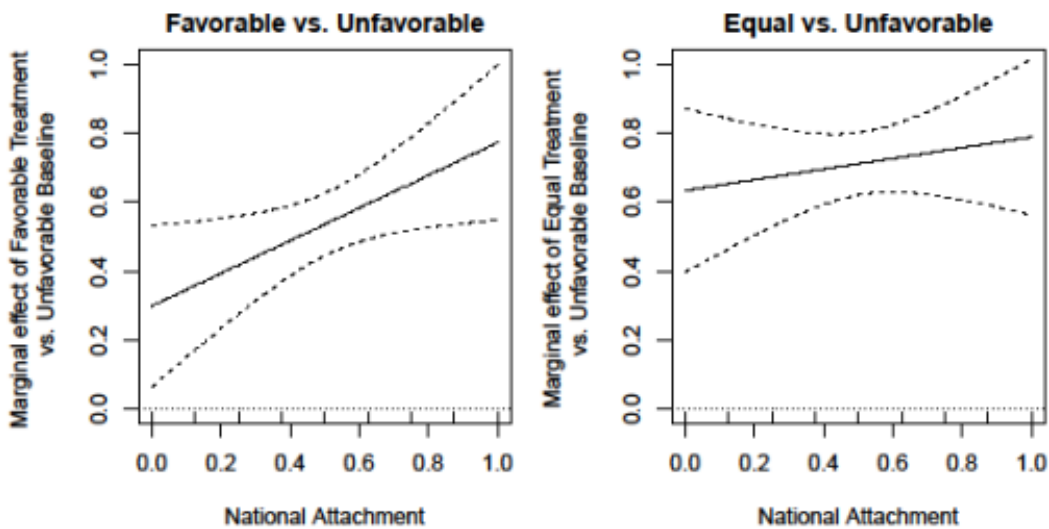 Favorable vs. Unfavorable
Marginal effect of Favorable Treatment
vs. Unfavorable Baseline
1.0
0.8
0.6
0.4
0.2
0.0
0.0 0.2 0.4 0.6 0.8 1.0
National Attachment
Equal vs. Unfavorable
Marginal effect of Equal Treatment
vs. Unfavorable Baseline
1.0
0.8
0.6
0.4
0.2
0.0
0.0 0.2 0.4 0.6 0.8 1.0
National Attachment